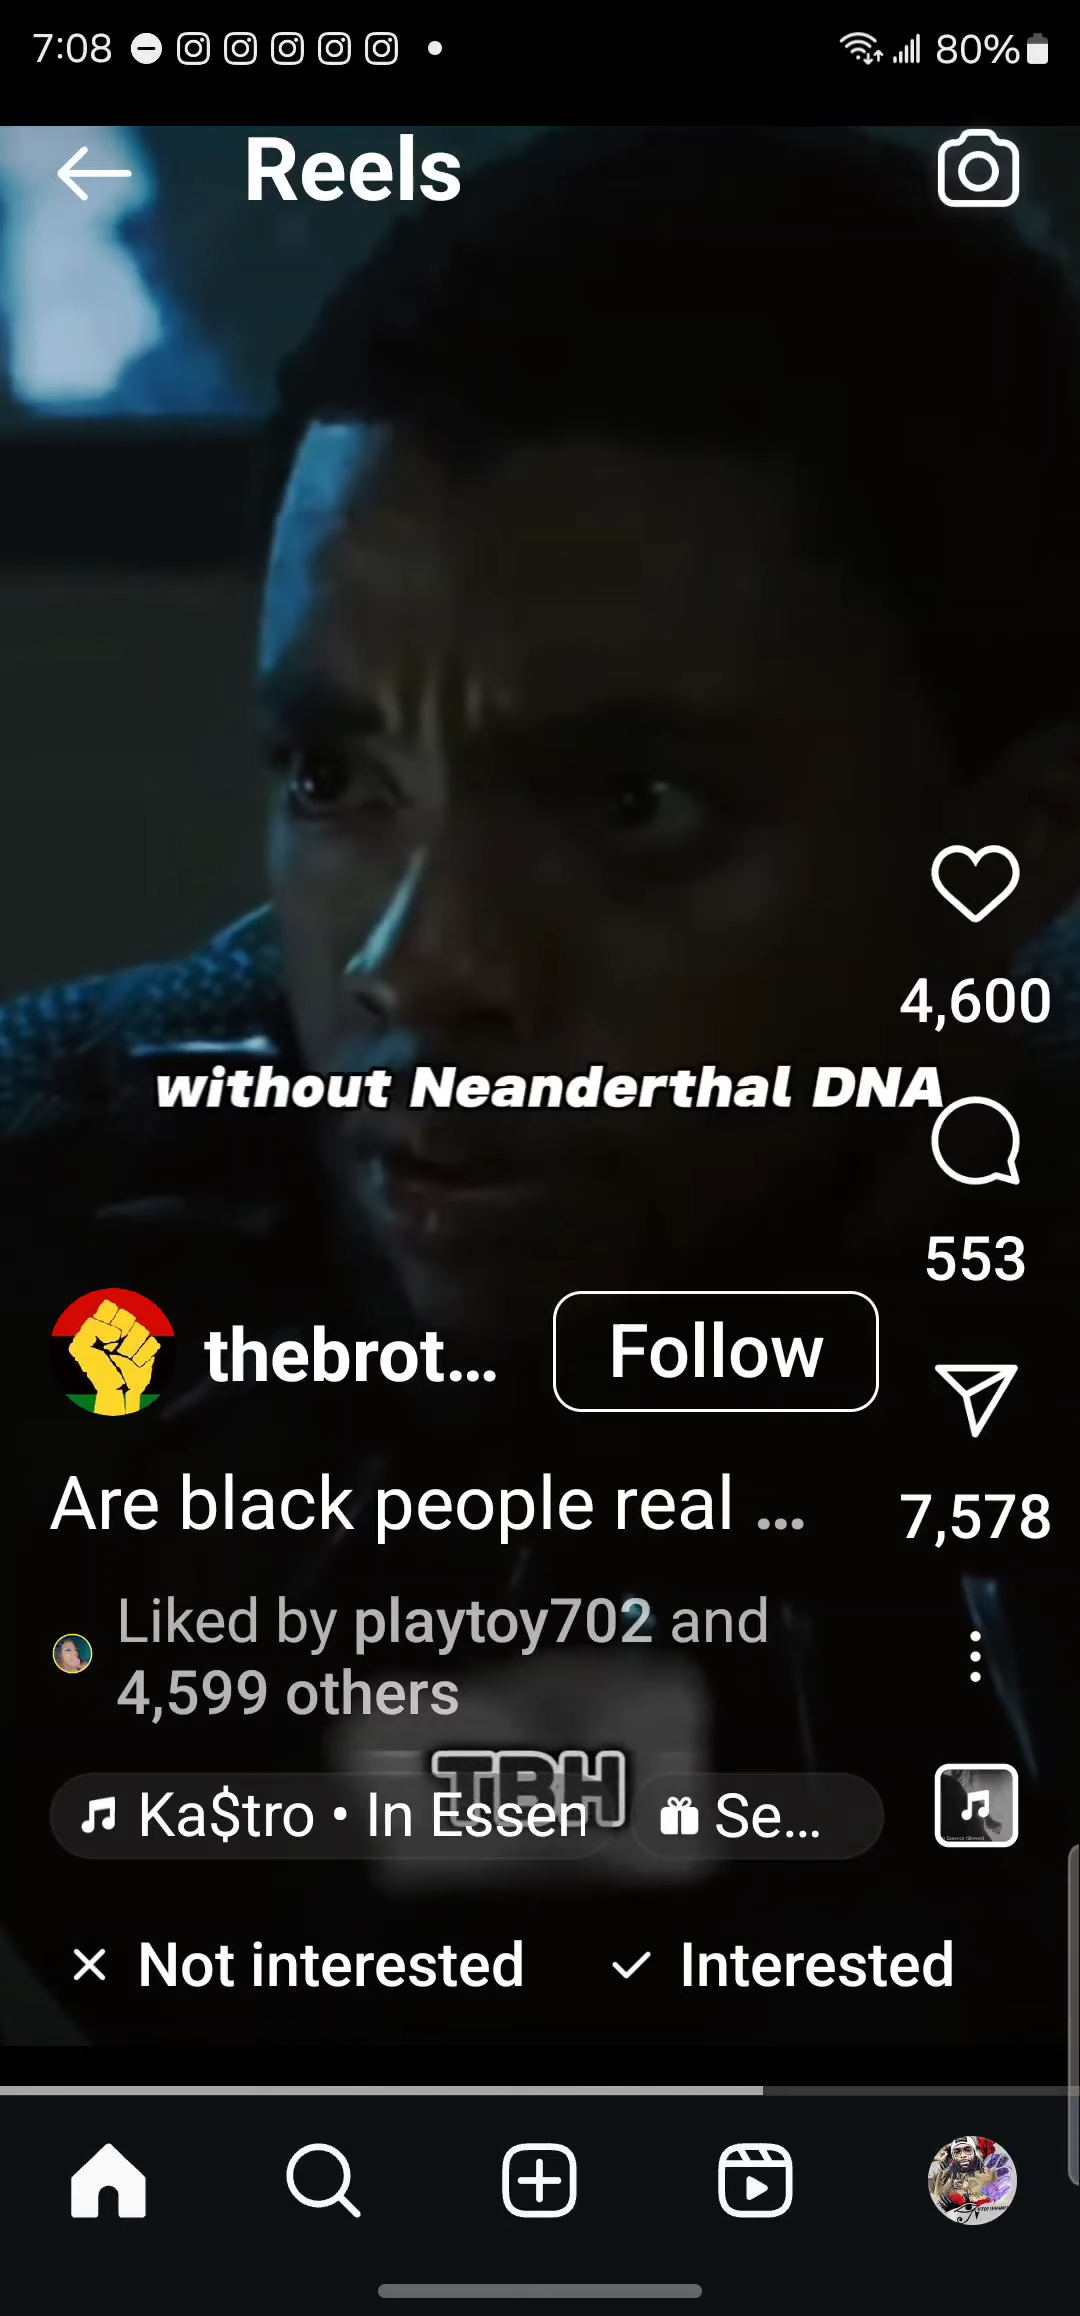 7:08
80%
Reels
4,600
without Neanderthal DNA
553
thebrot...
Follow
Are black people real ...
7,578
Liked by playtoy702 and
4,599 others
TBH
Ka$tro • In Essen
Se...
Not interested
Interested